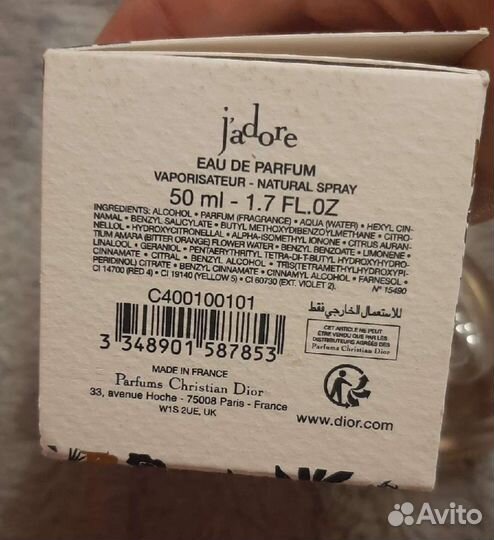 j'adore
EAU DE PARFUM
VAPORISATEUR - NATURAL SPRAY
50 ml - 1.7 FL.OZ
INGREDIENTS: ALCOHOL • PARFUM (FRAGRANCE) • AQUA (WATER) • HEXYL CIN-
NAMAL • BENZYL SALICYLATE • BUTYL METHOXYDIBENZOYLMETHANE • CITRO-
NELLOL • HYDROXYCITRONELLAL • ALPHA-ISOMETHYL IONONE • CITRUS AURAN-
TIUM AMARA (BITTER ORANGE) FLOWER WATER • BENZYL BENZOATE • LIMONENE •
LINALOOL • GERANIOL • PENTAERYTHRITYL TETRA-DI-T-BUTYL HYDROXYHYDRO-
CINNAMATE • CITRAL • BENZYL ALCOHOL • TRIS(TETRAMETHYLHYDROXYPI-
PERIDINOL) CITRATE • BENZYL CINNAMATE • CINNAMYL ALCOHOL • FARNESOL •
CI 14700 (RED 4) • CI 19140 (YELLOW 5) • CI 60730 (EXT. VIOLET 2).
N° 15490
C400100101
3 348901 587853
للاستعمال الخارجي فقط
CET ARTICLE NE PEUT
ÊTRE VENDU QUE PAR LES
DISTRIBUTEURS AGRÉÉS DES
Parfums Christian Dior
MADE IN FRANCE
Parfums Christian Dior
33, avenue Hoche - 75008 Paris - France
W1S 2UE, UK
www.dior.com
Avito